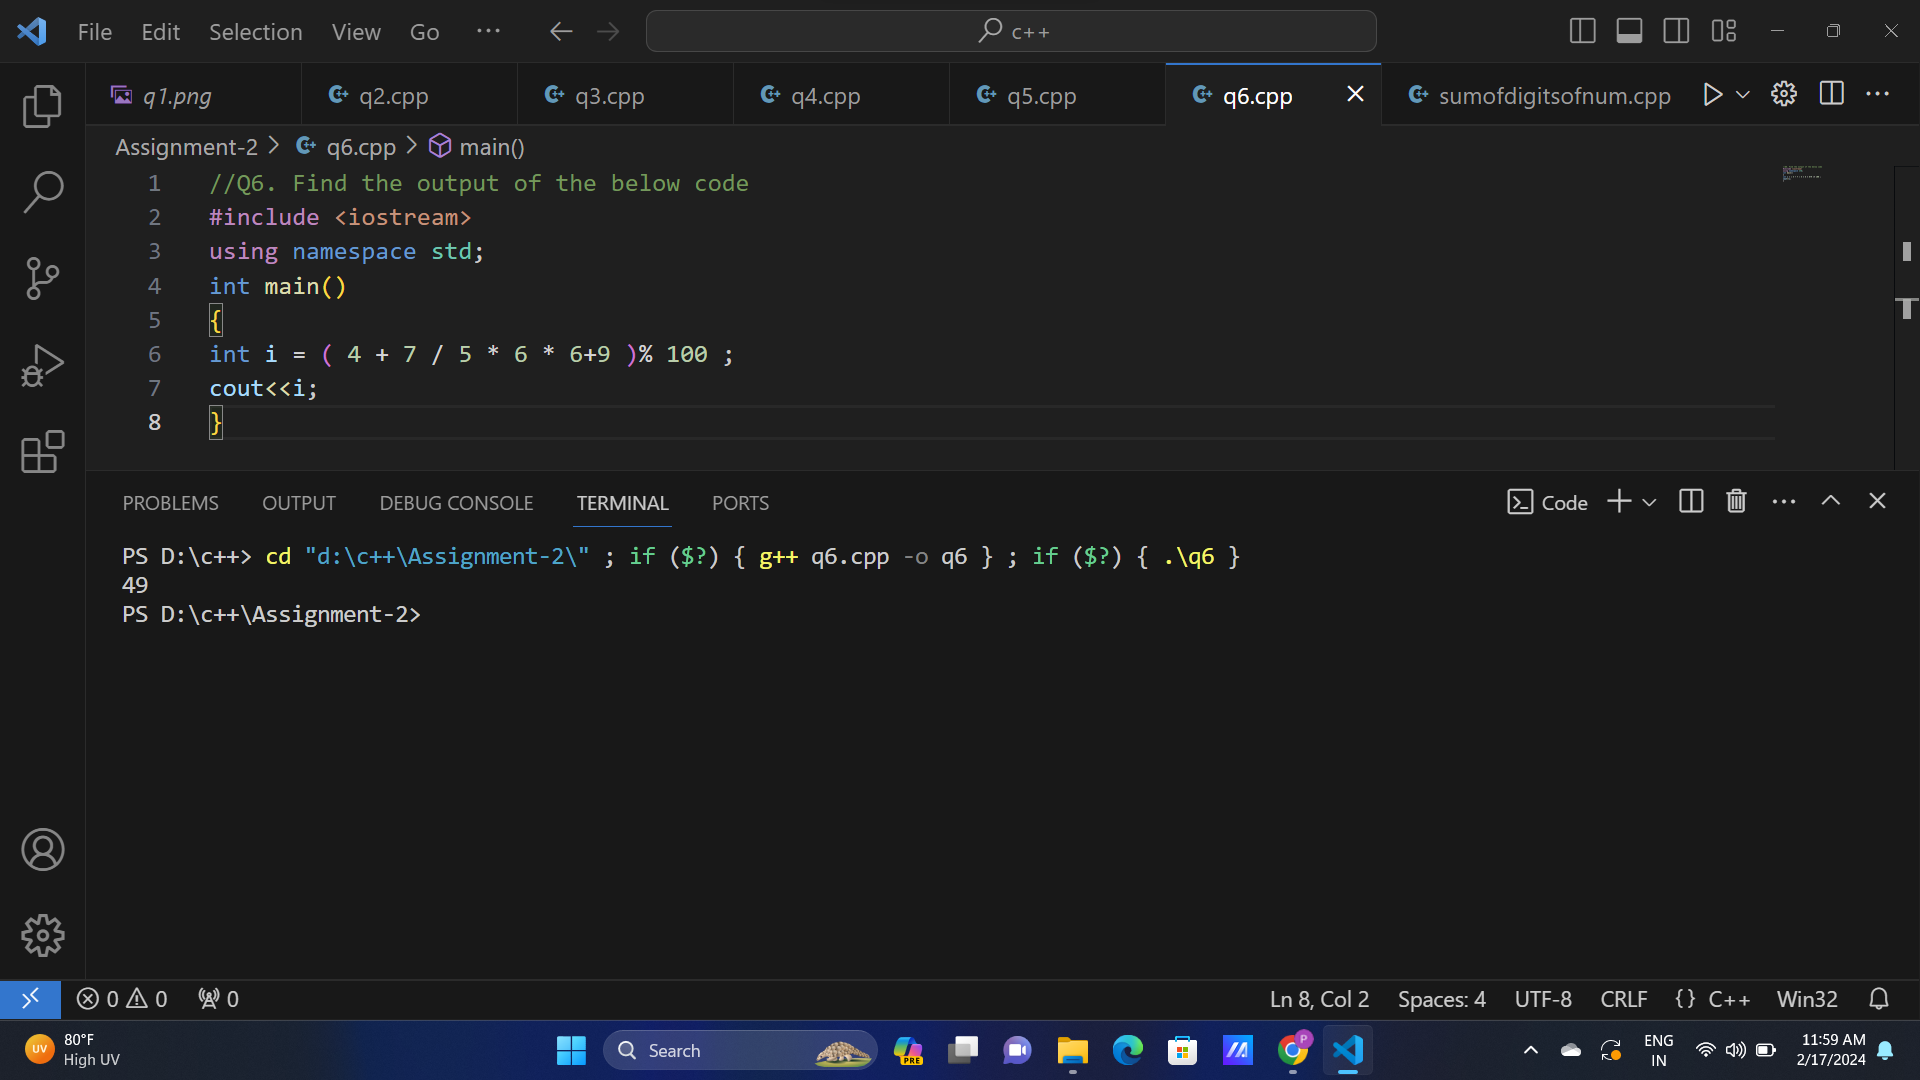 File Edit Selection View Go ... c++
q1.png q2.cpp q3.cpp q4.cpp q5.cpp q6.cpp sumofdigitsofnum.cpp
Assignment-2 > q6.cpp > main()
1 //Q6. Find the output of the below code
2 #include <iostream>
3 using namespace std;
4 int main()
5 {
6 int i = ( 4 + 7 / 5 * 6 * 6+9 )% 100 ;
7 cout<<i;
8 }
PROBLEMS OUTPUT DEBUG CONSOLE TERMINAL PORTS Code
PS D:\c++> cd "d:\c++\Assignment-2\" ; if ($?) { g++ q6.cpp -o q6 } ; if ($?) { .\q6 }
49
PS D:\c++\Assignment-2>
0 0 0 Ln 8, Col 2 Spaces: 4 UTF-8 CRLF {} C++ Win32
UV 80°F
High UV
Search
PRE
P
ENG
IN
11:59 AM
2/17/2024